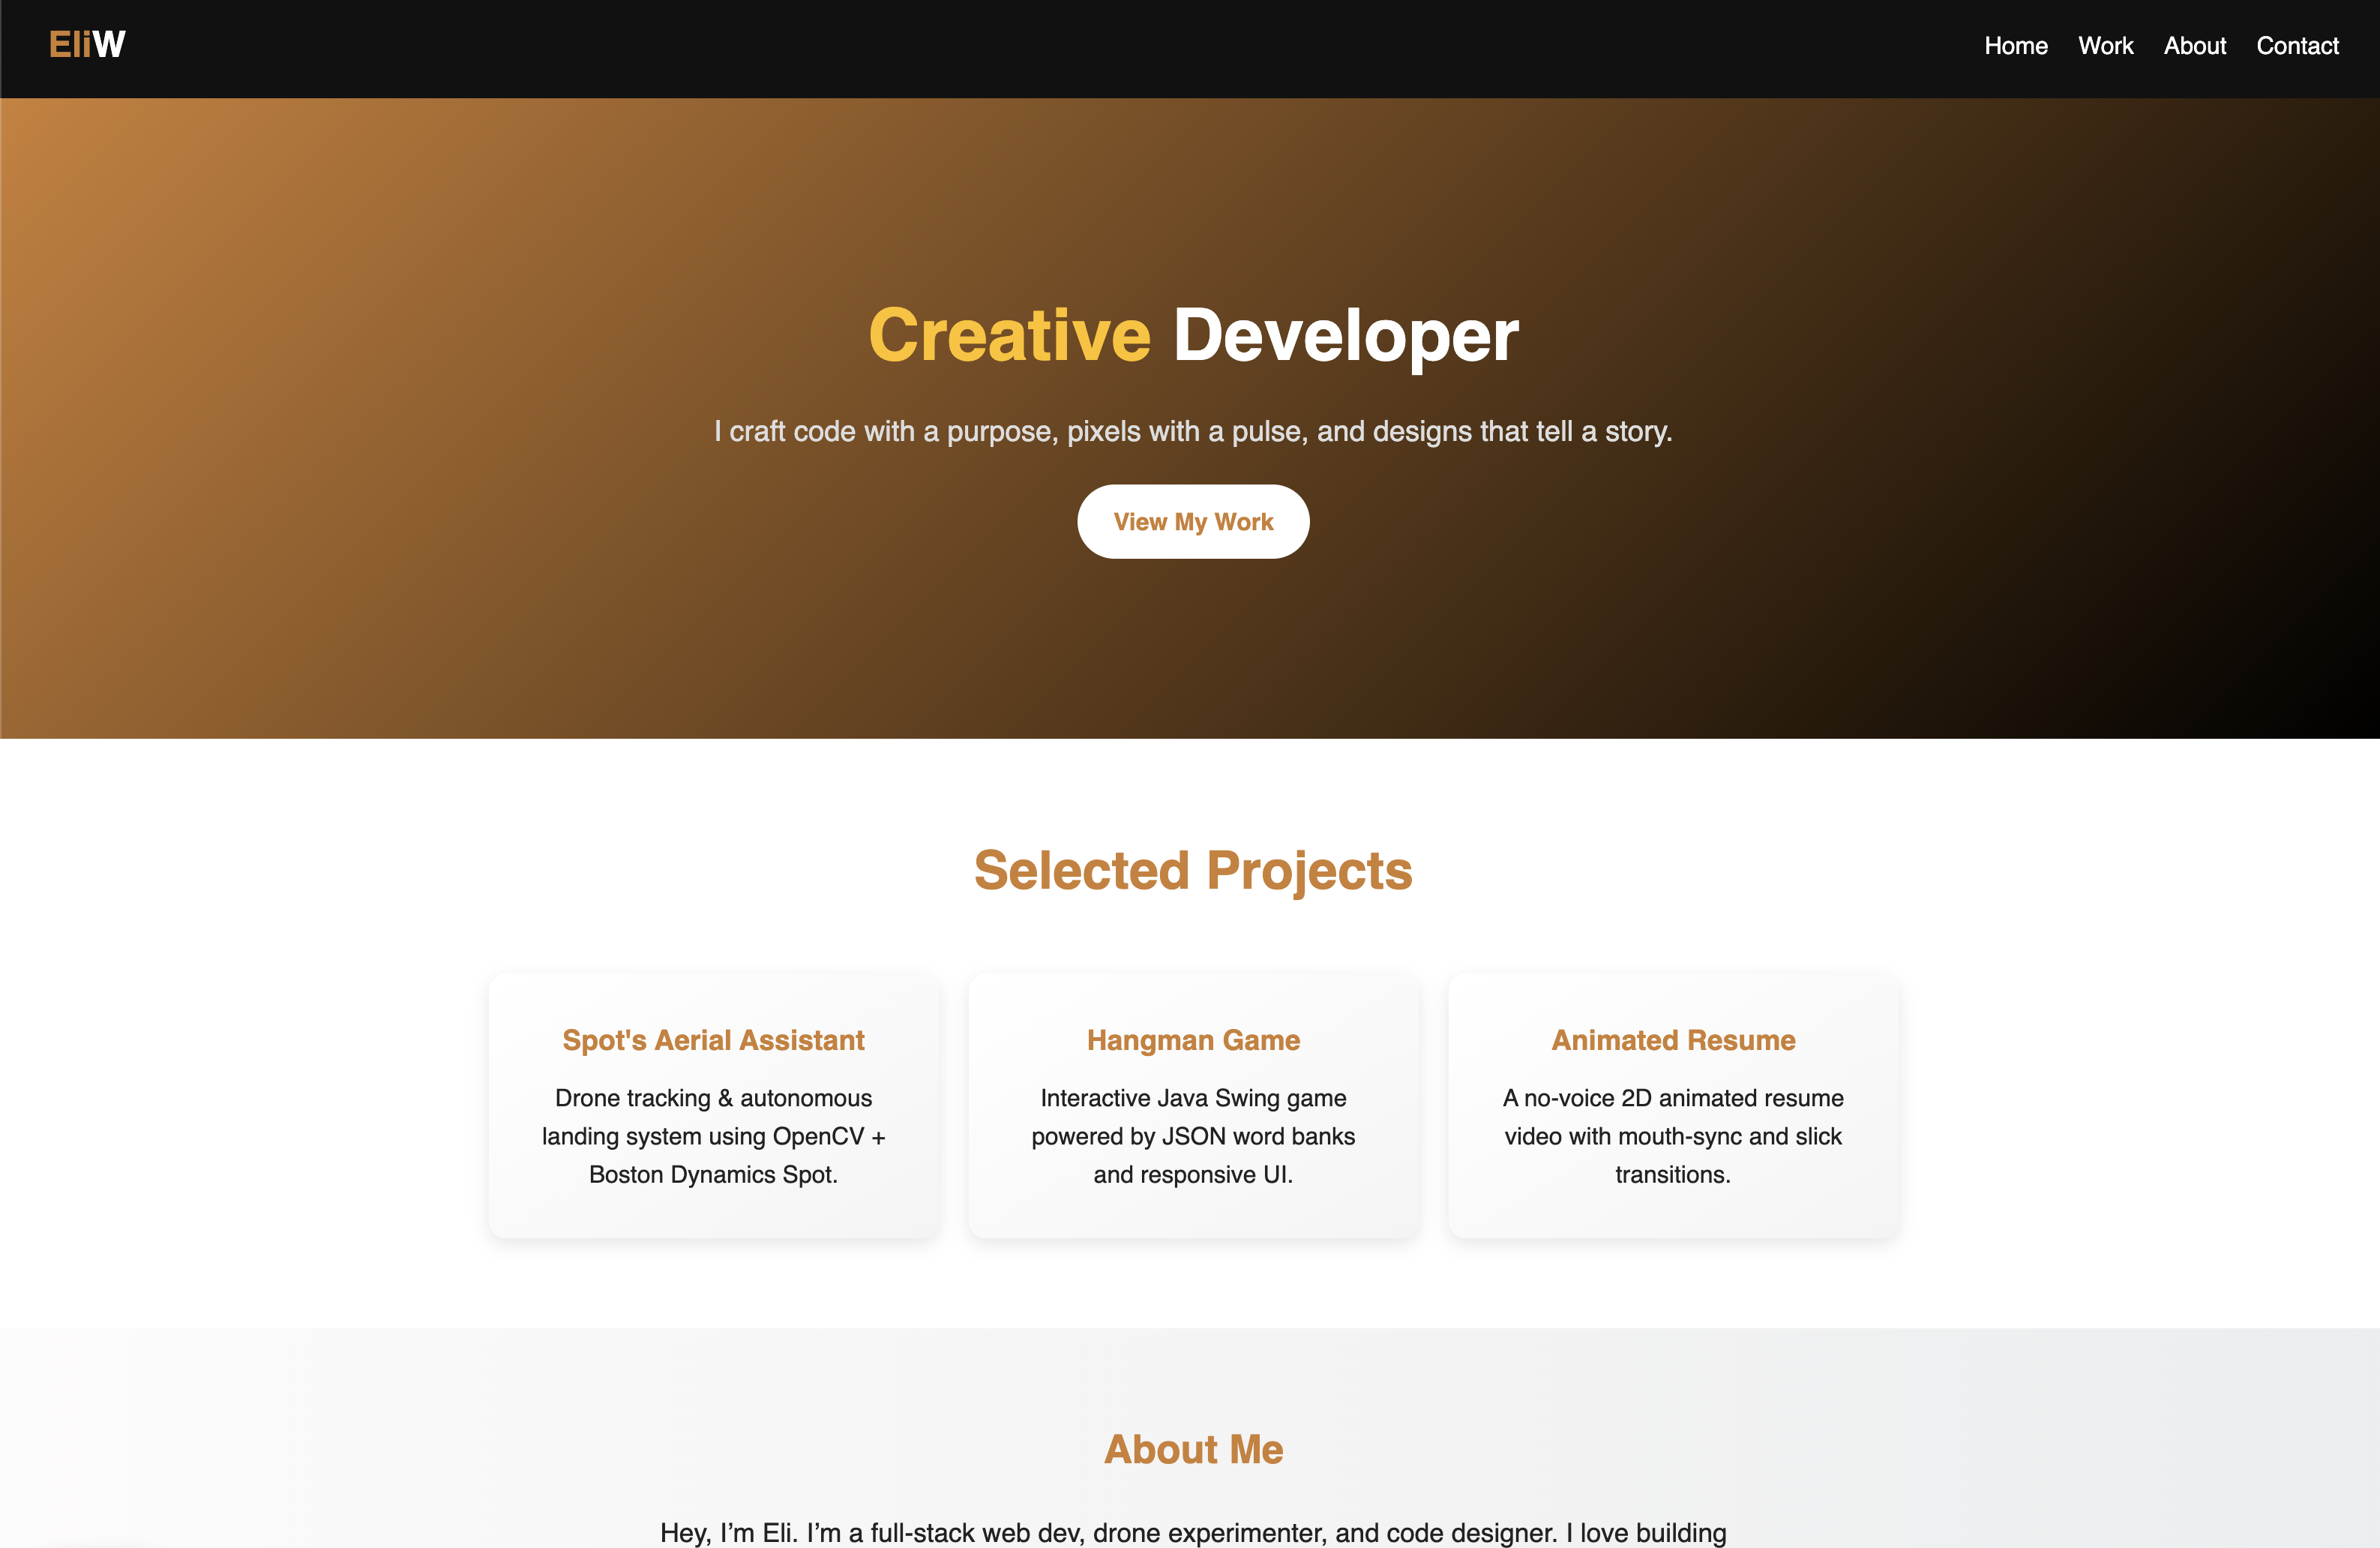 EliW
Home Work About Contact
Creative Developer
I craft code with a purpose, pixels with a pulse, and designs that tell a story.
View My Work
Selected Projects
Spot's Aerial Assistant
Drone tracking & autonomous
landing system using OpenCV +
Boston Dynamics Spot.
Hangman Game
Interactive Java Swing game
powered by JSON word banks
and responsive UI.
Animated Resume
A no-voice 2D animated resume
video with mouth-sync and slick
transitions.
About Me
Hey, I’m Eli. I’m a full-stack web dev, drone experimenter, and code designer. I love building